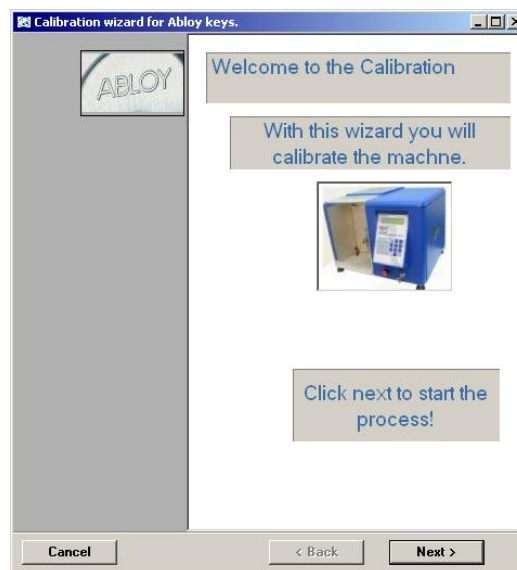 Calibration wizard for Abloy keys.
ABLOY
Welcome to the Calibration
With this wizard you will
calibrate the machne.
Click next to start the
process!
Cancel
< Back
Next >